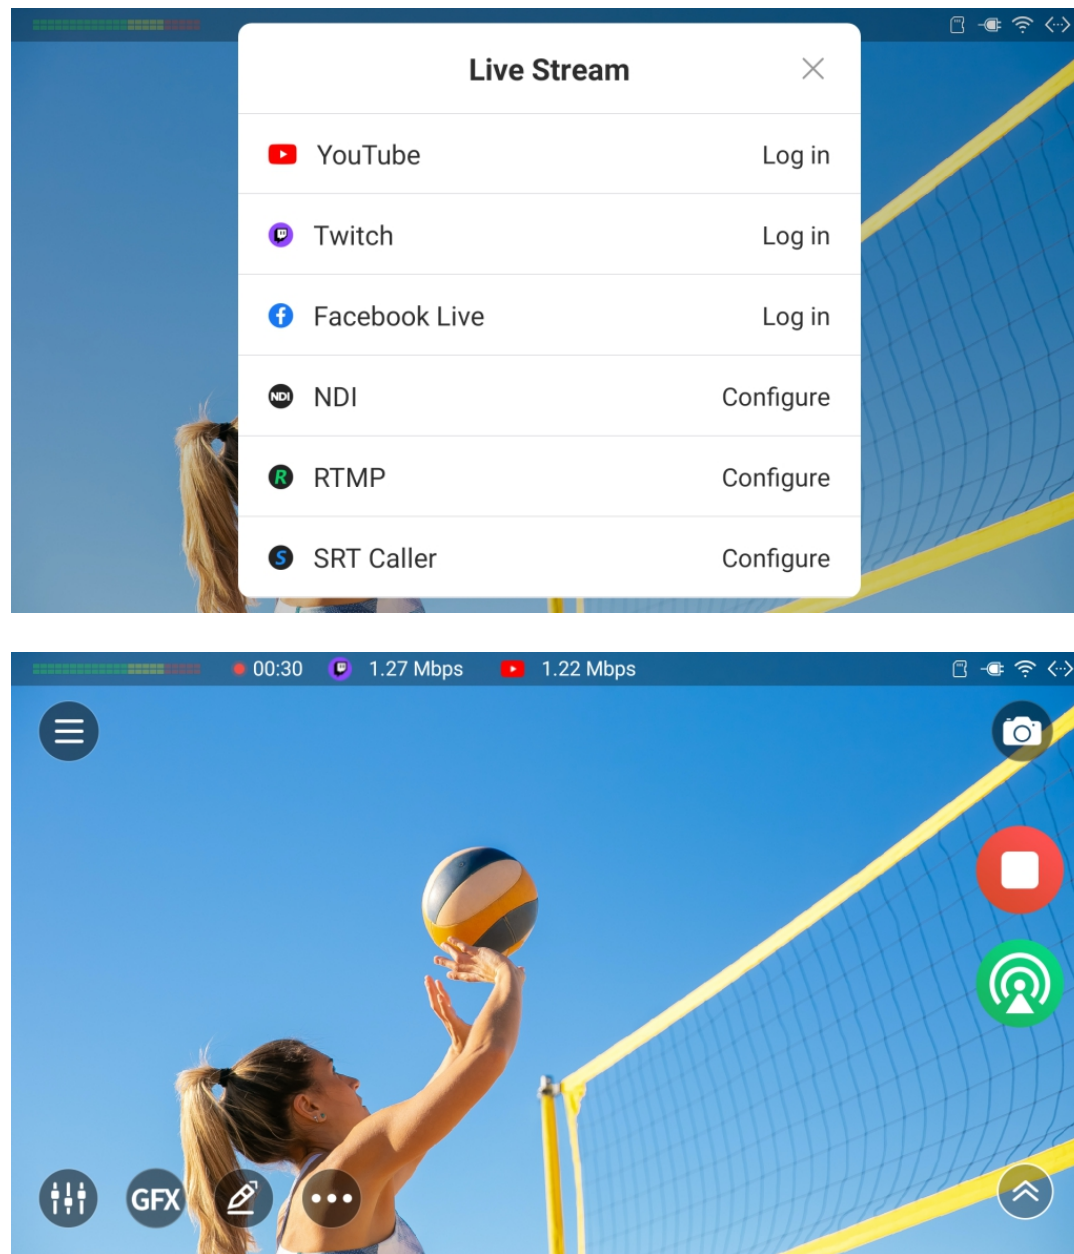 Live Stream
YouTube Log in
Twitch Log in
Facebook Live Log in
NDI NDI Configure
R RTMP Configure
S SRT Caller Configure
00:30 1.27 Mbps 1.22 Mbps
GFX